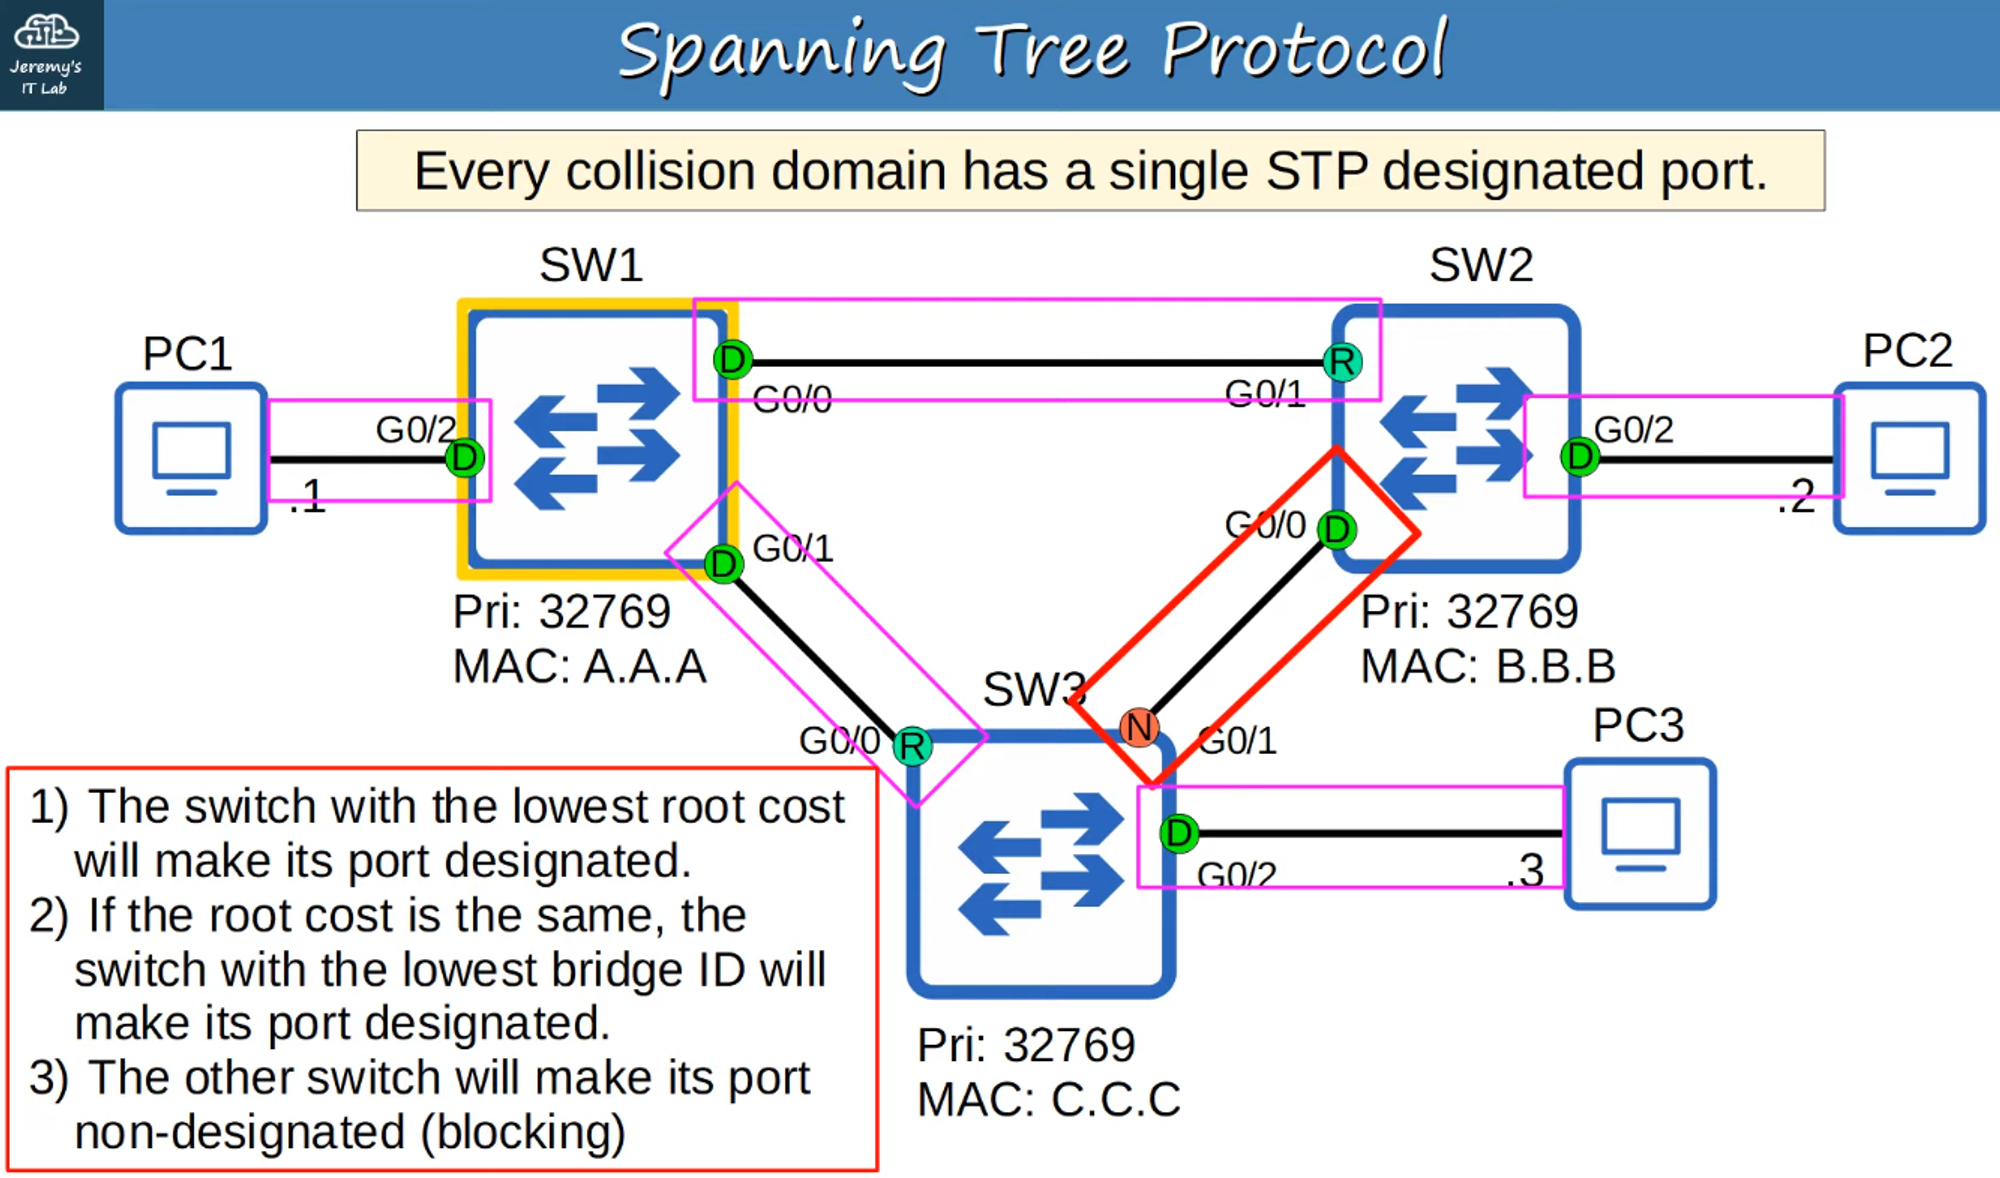 Jeremy's
IT Lab
Spanning Tree Protocol
Every collision domain has a single STP designated port.
SW1
SW2
PC1
PC2
D
R
G0/0
G0/1
G0/2
D
.1
D
G0/2
.2
G0/0
D
D
G0/1
Pri: 32769
MAC: A.A.A
Pri: 32769
MAC: B.B.B
SW3
N
G0/1
G0/0
R
PC3
D
G0/2
.3
1) The switch with the lowest root cost
will make its port designated.
2) If the root cost is the same, the
switch with the lowest bridge ID will
make its port designated.
3) The other switch will make its port
non-designated (blocking)
Pri: 32769
MAC: C.C.C